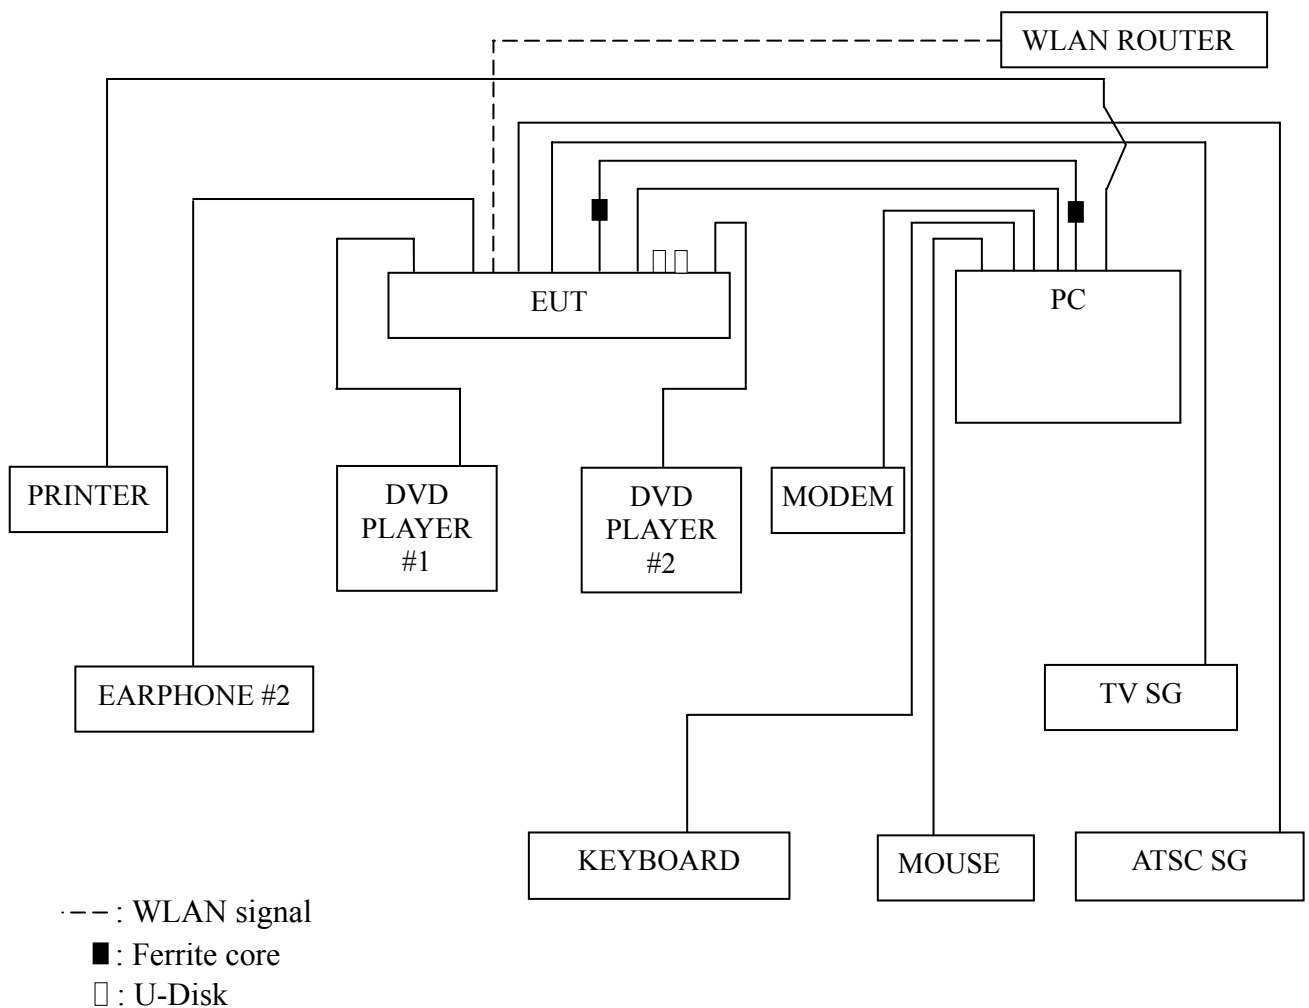 WLAN ROUTER
EUT
PC
PRINTER
DVD
PLAYER
#1
DVD
PLAYER
#2
MODEM
EARPHONE #2
TV SG
KEYBOARD
MOUSE
ATSC SG
: WLAN signal
: Ferrite core
: U-Disk